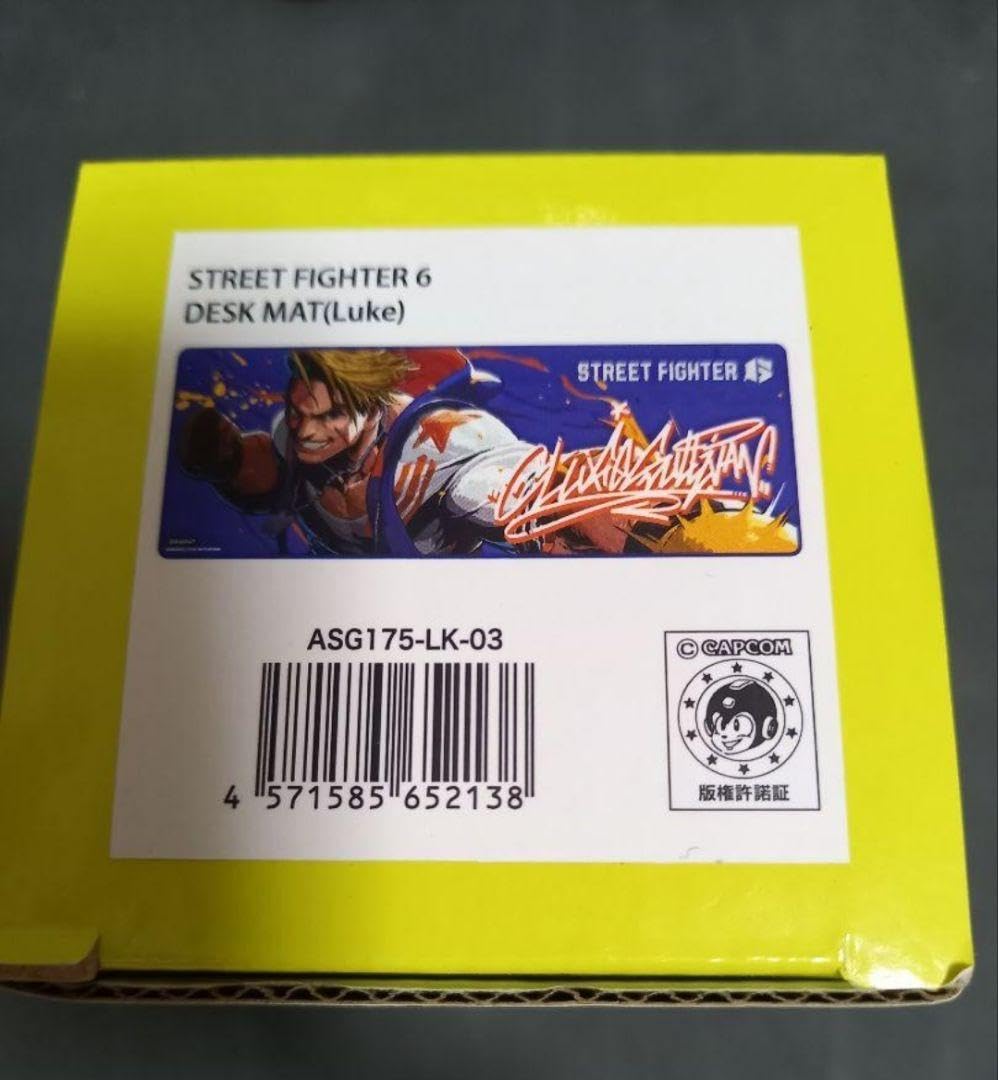 STREET FIGHTER 6
DESK MAT(Luke)
STREET FIGHTER 6
ASG175-LK-03
4 571585 652138
© CAPCOM
版権許諾証